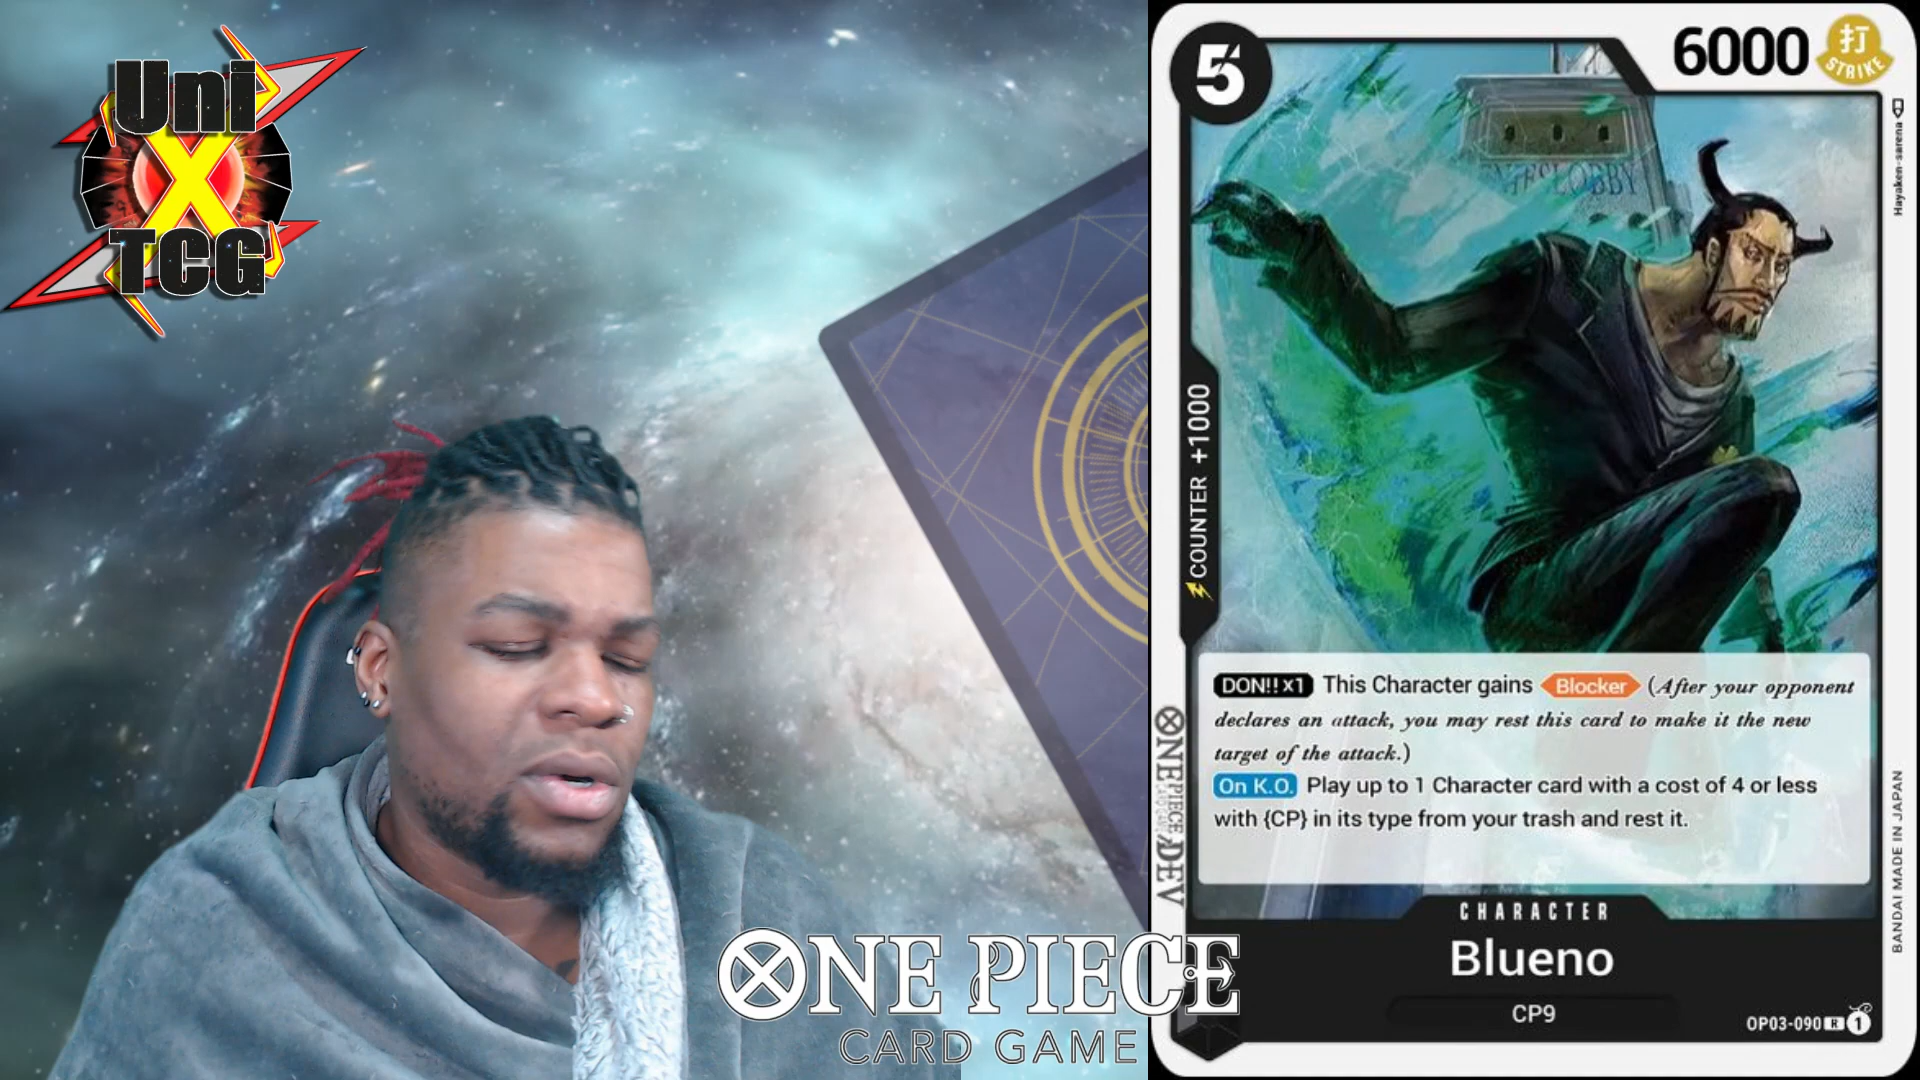 Uni
X
TCG
5
6000
打
STRIKE
Hayaken-sarena
COUNTER +1000
DON!! x1 This Character gains Blocker (After your opponent
declares an attack, you may rest this card to make it the new
target of the attack.)
On K.O. Play up to 1 Character card with a cost of 4 or less
with {CP} in its type from your trash and rest it.
ONEPIECE.DEV
BANDAI MADE IN JAPAN
CHARACTER
Blueno
CP9
OP03-090 R 1
ONE PIECE
CARD GAME